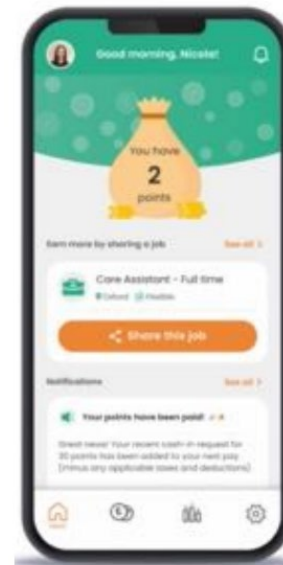 Good morning, Nicole!
You have
2
points
Earn more by sharing a job
See all >
Care Assistant - Full time
Oxford
Flexible
Share this job
Notifications
See all >
Your points have been paid!
Great news! Your recent cash-in request for
30 points has been added to your next pay
(minus any applicable taxes and deductions)